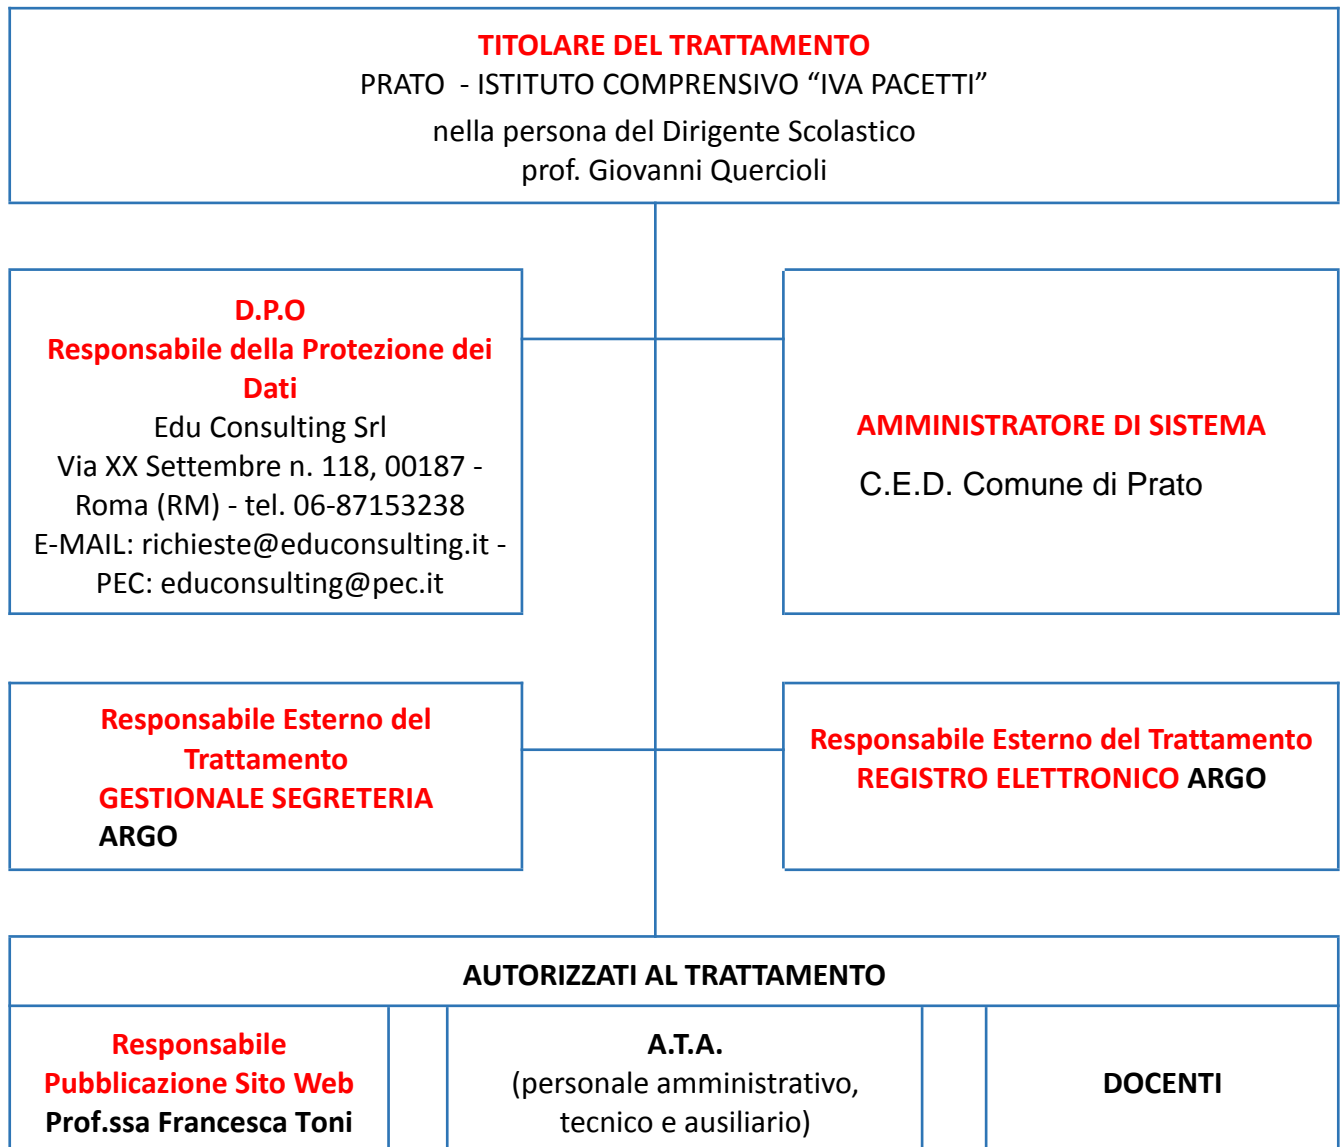 TITOLARE DEL TRATTAMENTO
PRATO - ISTITUTO COMPRENSIVO “IVA PACETTI”
nella persona del Dirigente Scolastico
prof. Giovanni Quercioli
D.P.O
Responsabile della Protezione dei
Dati
Edu Consulting Srl
Via XX Settembre n. 118, 00187 -
Roma (RM) - tel. 06-87153238
E-MAIL: richieste@educonsulting.it -
PEC: educonsulting@pec.it
AMMINISTRATORE DI SISTEMA
C.E.D. Comune di Prato
Responsabile Esterno del
Trattamento
GESTIONALE SEGRETERIA
ARGO
Responsabile Esterno del Trattamento
REGISTRO ELETTRONICO ARGO
AUTORIZZATI AL TRATTAMENTO
Responsabile
Pubblicazione Sito Web
Prof.ssa Francesca Toni
A.T.A.
(personale amministrativo,
tecnico e ausiliario)
DOCENTI